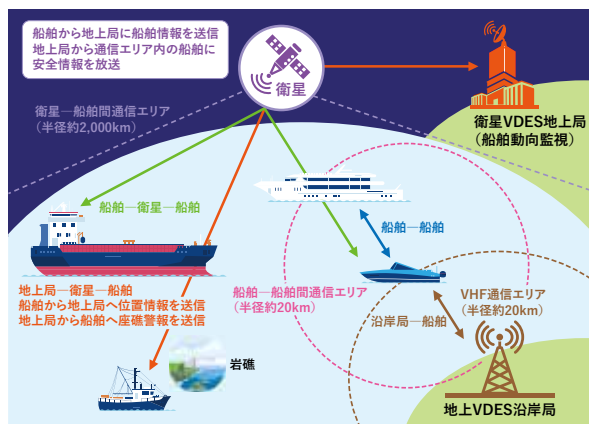 船舶から地上局に船舶情報を送信
地上局から通信エリア内の船舶に
安全情報を放送
衛星
衛星VDES地上局
（船舶動向監視）
衛星―船舶間通信エリア
（半径約2,000km）
船舶―衛星―船舶
船舶―船舶
地上局―衛星―船舶
船舶から地上局へ位置情報を送信
地上局から船舶へ座礁警報を送信
船舶―船舶間通信エリア
（半径約20km）
VHF通信エリア
（半径約20km）
沿岸局―船舶
岩礁
地上VDES沿岸局